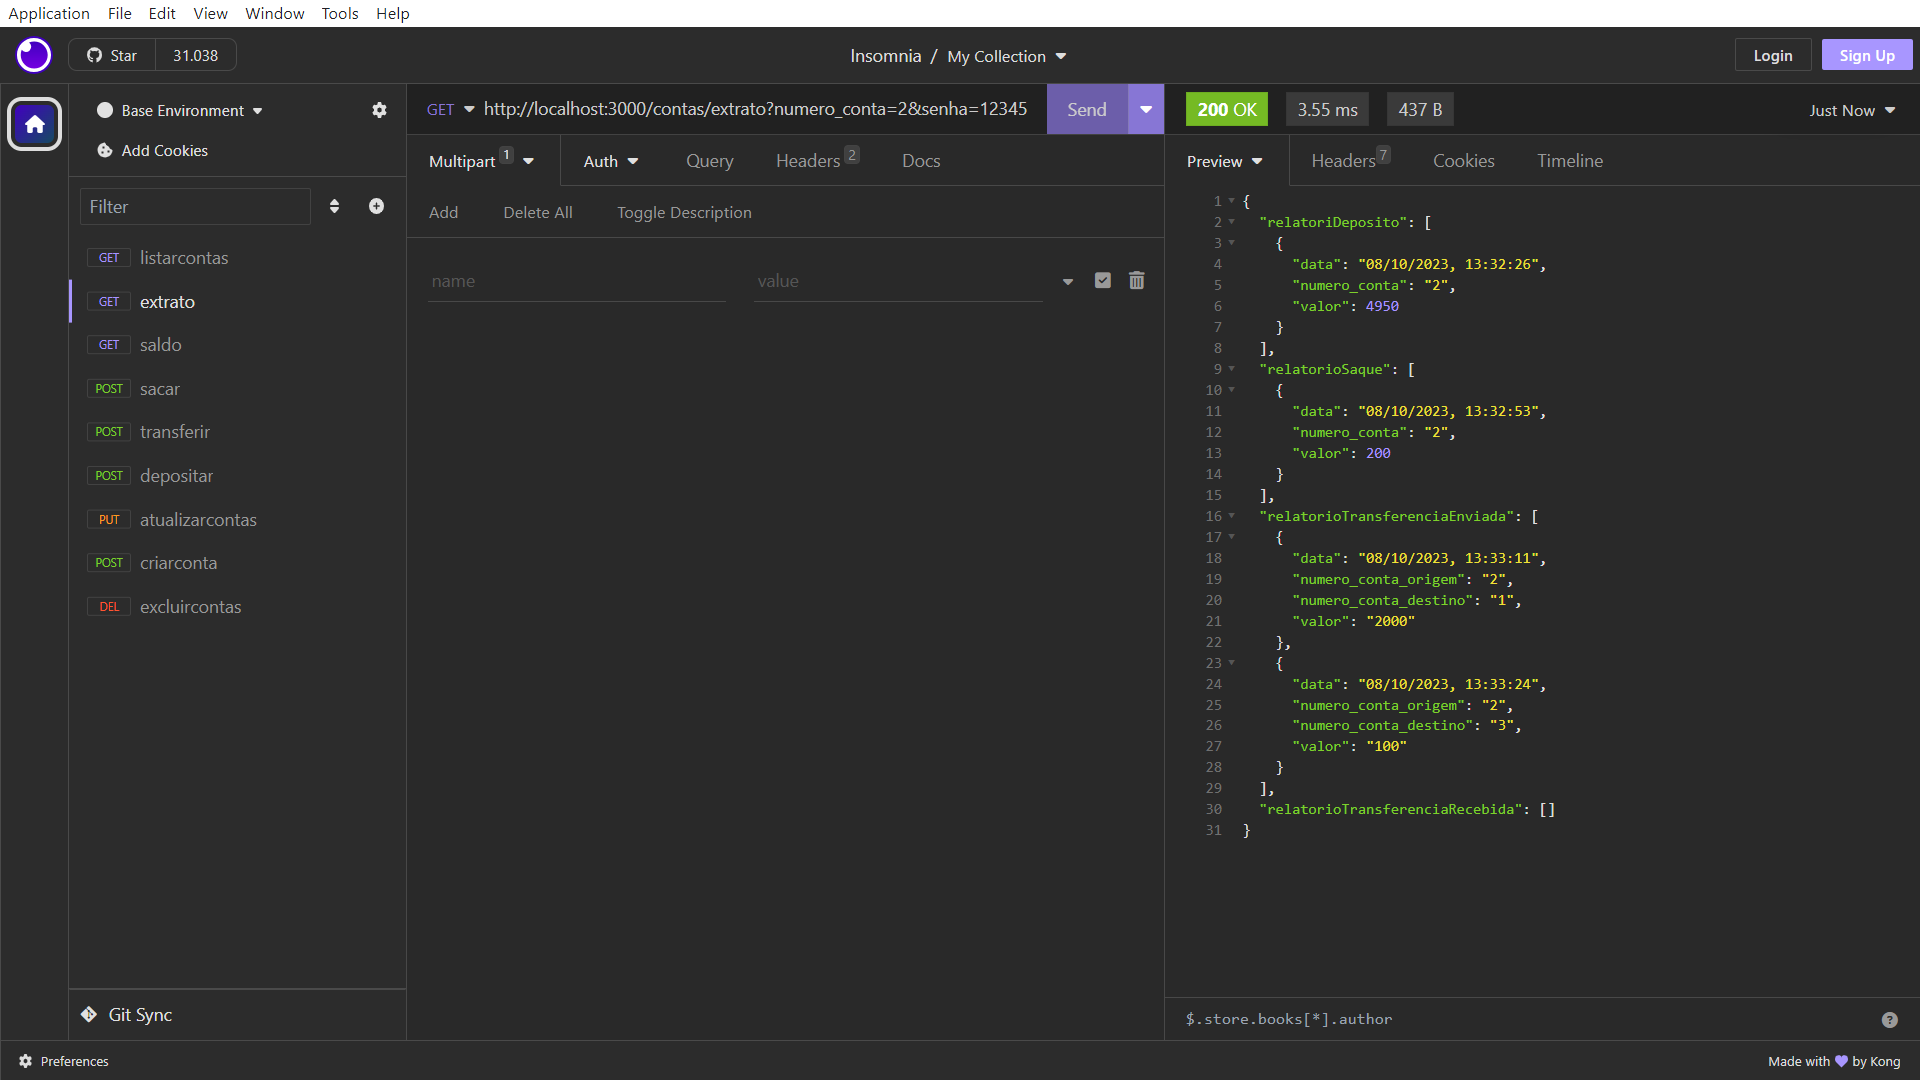 Application File Edit View Window Tools Help
Star 31.038
Insomnia / My Collection
Login Sign Up
Base Environment
Add Cookies
Filter
GET listarcontas
GET extrato
GET saldo
POST sacar
POST transferir
POST depositar
PUT atualizarcontas
POST criarconta
DEL excluircontas
Git Sync
GET http://localhost:3000/contas/extrato?numero_conta=2&senha=12345 Send
Multipart 1 Auth Query Headers 2 Docs
Add Delete All Toggle Description
name value
200 OK 3.55 ms 437 B Just Now
Preview Headers 7 Cookies Timeline
1 {
2 "relatoriDeposito": [
3 {
4 "data": "08/10/2023, 13:32:26",
5 "numero_conta": "2",
6 "valor": 4950
7 }
8 ],
9 "relatorioSaque": [
10 {
11 "data": "08/10/2023, 13:32:53",
12 "numero_conta": "2",
13 "valor": 200
14 }
15 ],
16 "relatorioTransferenciaEnviada": [
17 {
18 "data": "08/10/2023, 13:33:11",
19 "numero_conta_origem": "2",
20 "numero_conta_destino": "1",
21 "valor": "2000"
22 },
23 {
24 "data": "08/10/2023, 13:33:24",
25 "numero_conta_origem": "2",
26 "numero_conta_destino": "3",
27 "valor": "100"
28 }
29 ],
30 "relatorioTransferenciaRecebida": []
31 }
$.store.books[*].author
?
Preferences
Made with 💜 by Kong